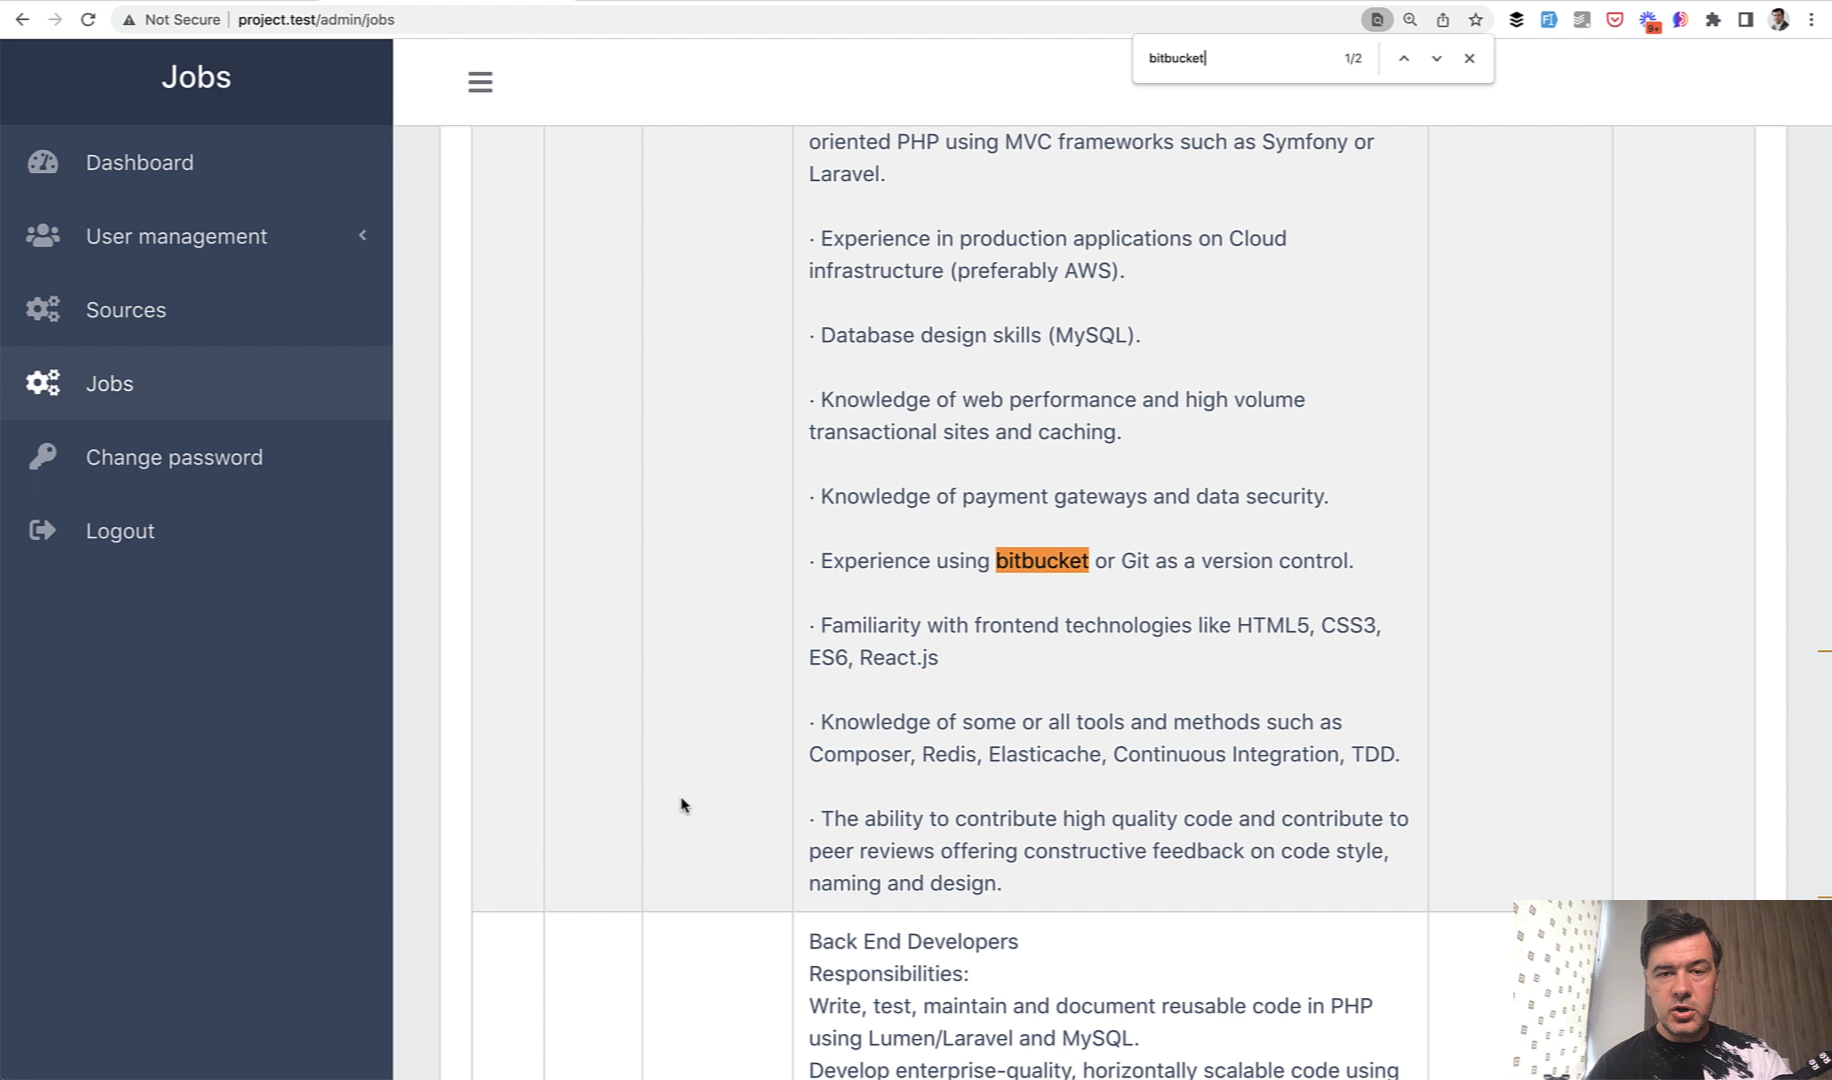 Not Secure
project.test/admin/jobs
9+
bitbucket
1/2
Jobs
Dashboard
User management
Sources
Jobs
Change password
Logout
oriented PHP using MVC frameworks such as Symfony or
Laravel.
· Experience in production applications on Cloud
infrastructure (preferably AWS).
· Database design skills (MySQL).
· Knowledge of web performance and high volume
transactional sites and caching.
· Knowledge of payment gateways and data security.
· Experience using bitbucket or Git as a version control.
· Familiarity with frontend technologies like HTML5, CSS3,
ES6, React.js
· Knowledge of some or all tools and methods such as
Composer, Redis, Elasticache, Continuous Integration, TDD.
· The ability to contribute high quality code and contribute to
peer reviews offering constructive feedback on code style,
naming and design.
Back End Developers
Responsibilities:
Write, test, maintain and document reusable code in PHP
using Lumen/Laravel and MySQL.
Develop enterprise-quality, horizontally scalable code using